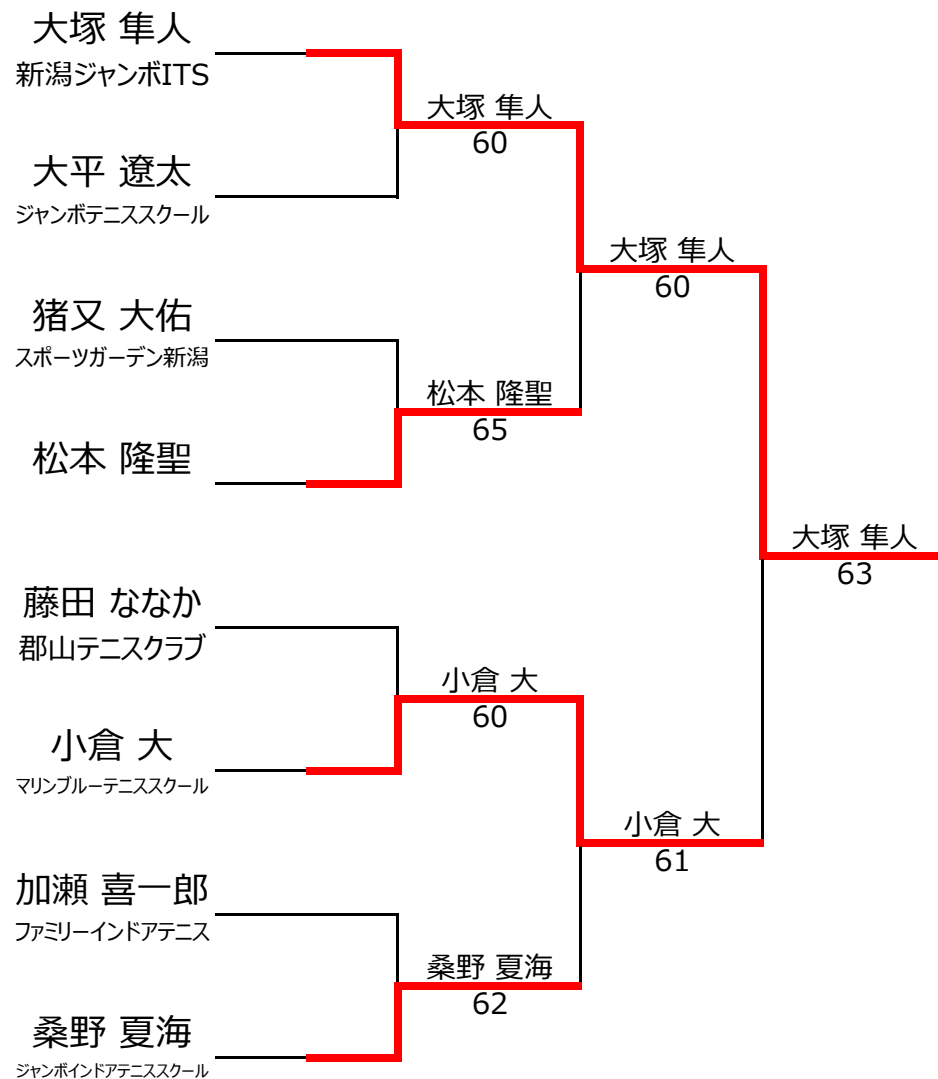 大塚 隼人
新潟ジャンボITS
大塚 隼人
60
大平 遼太
ジャンボテニススクール
大塚 隼人
60
猪又 大佑
スポーツガーデン新潟
松本 隆聖
65
松本 隆聖
大塚 隼人
63
藤田 ななか
郡山テニスクラブ
小倉 大
60
小倉 大
マリンブルーテニススクール
小倉 大
61
加瀬 喜一郎
ファミリーインドアテニス
桑野 夏海
62
桑野 夏海
ジャンボインドアテニススクール